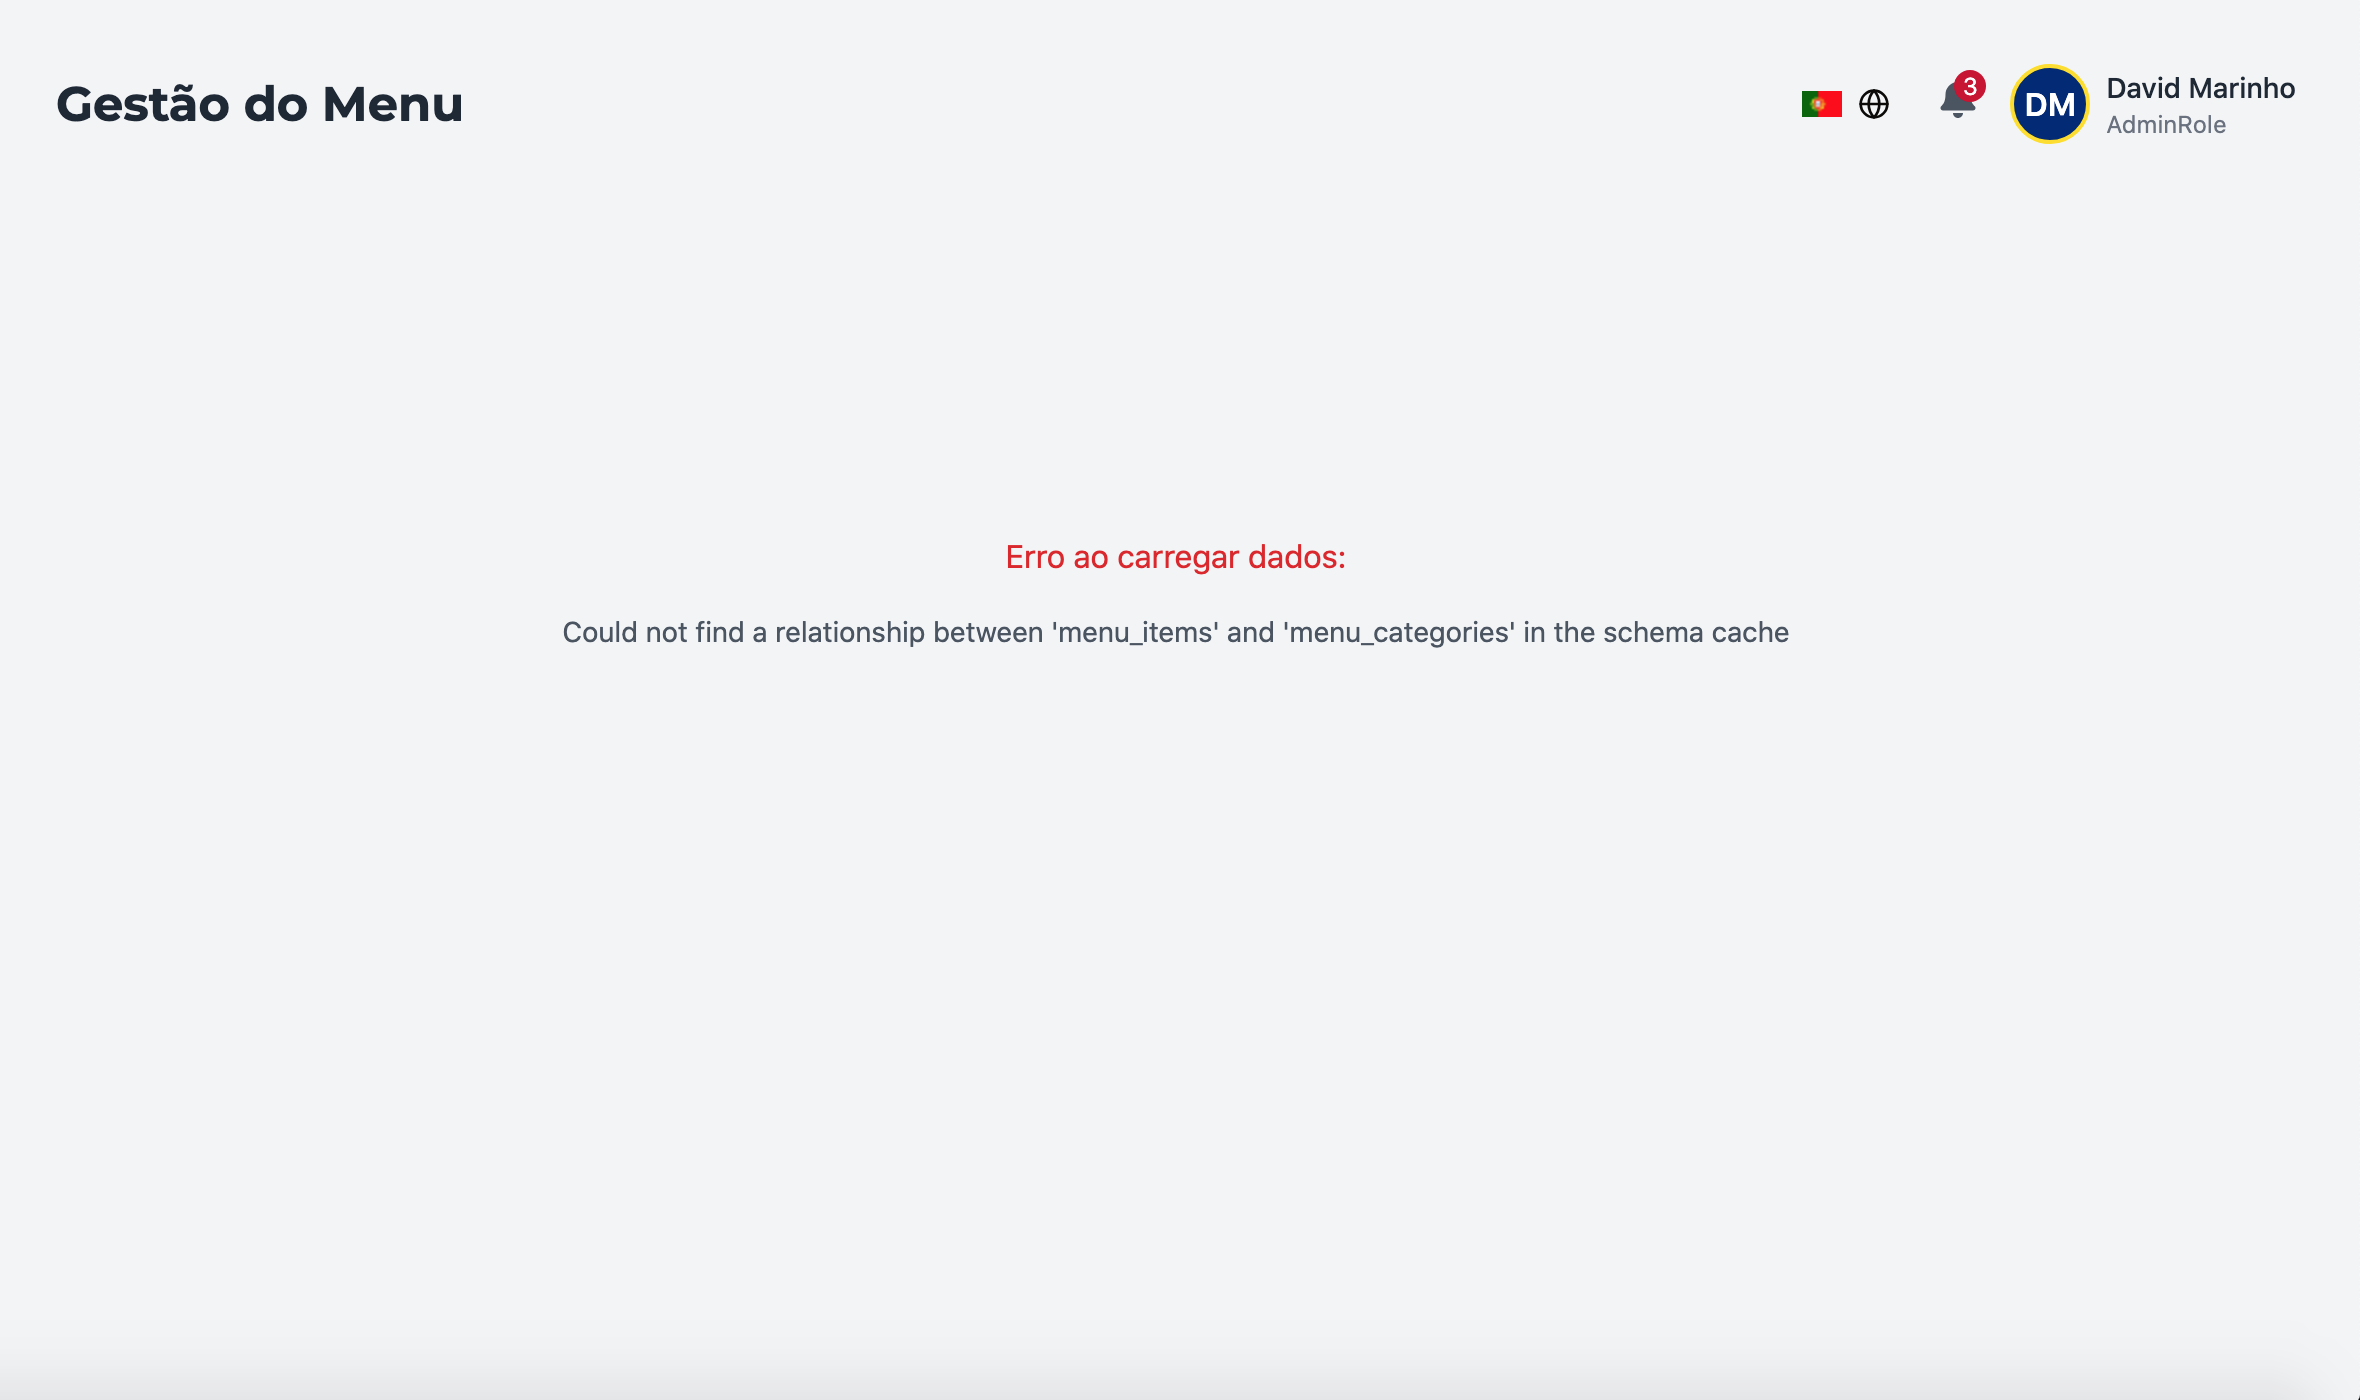 Gestão do Menu
3
DM
David Marinho
AdminRole
Erro ao carregar dados:
Could not find a relationship between 'menu_items' and 'menu_categories' in the schema cache